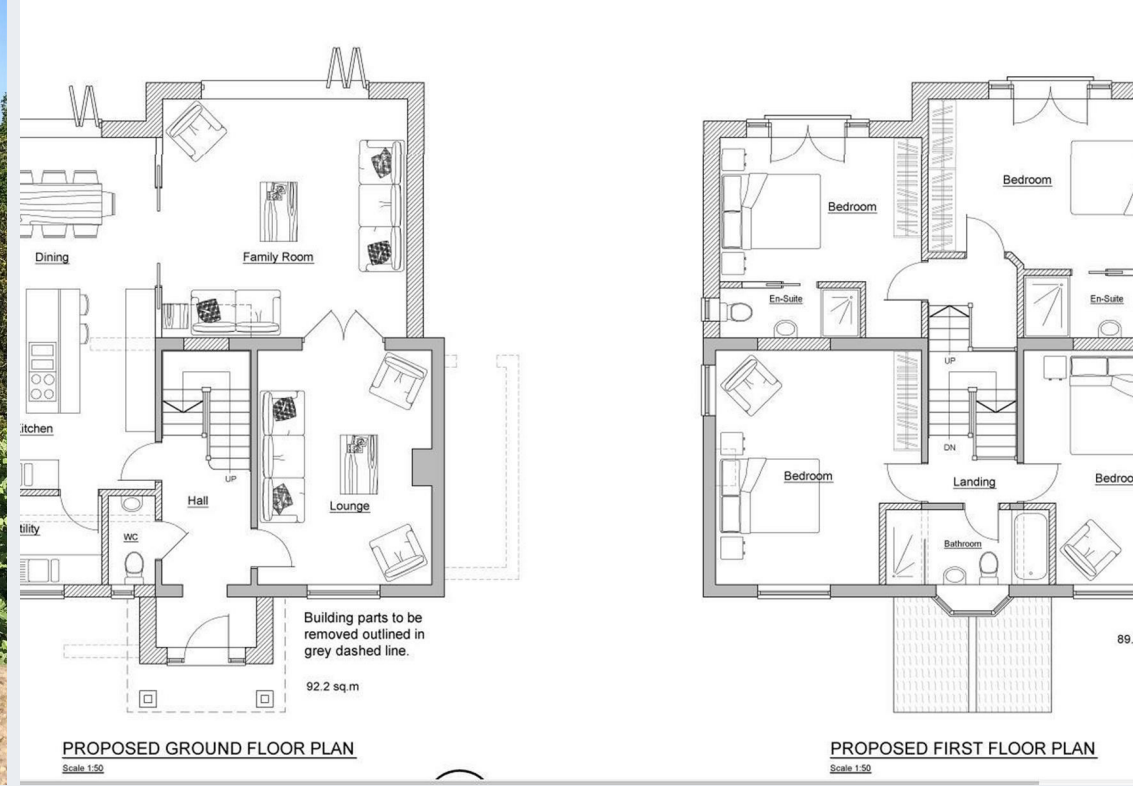 Dining
Family Room
itchen
UP
Hall
Lounge
tility
WC
Building parts to be
removed outlined in
grey dashed line.
92.2 sq.m
PROPOSED GROUND FLOOR PLAN
Scale 1:50
Bedroom
Bedroom
En-Suite
En-Suite
UP
DN
Bedroom
Landing
Bedroo
Bathroom
89.
PROPOSED FIRST FLOOR PLAN
Scale 1:50